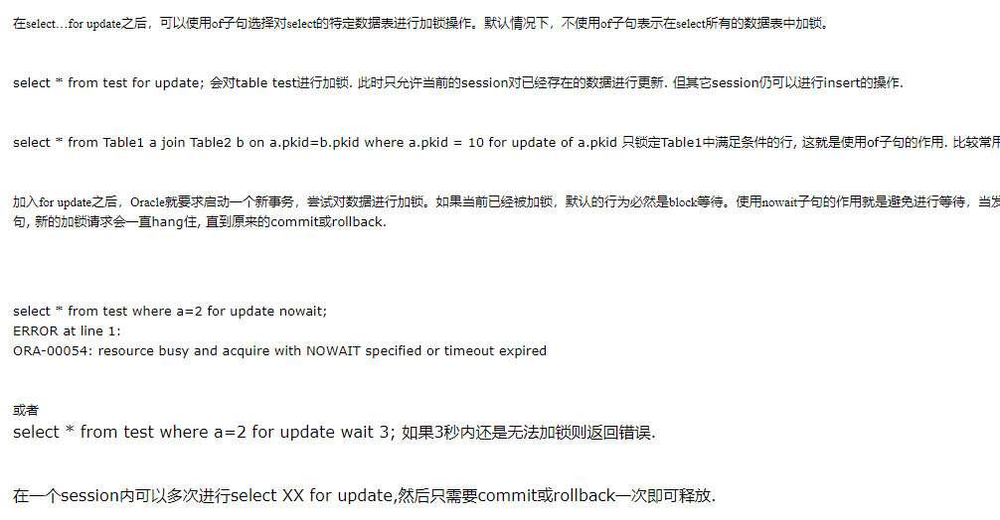 在select…for update之后，可以使用of子句选择对select的特定数据表进行加锁操作。默认情况下，不使用of子句表示在select所有的数据表中加锁。
select * from test for update; 会对table test进行加锁. 此时只允许当前的session对已经存在的数据进行更新. 但其它session仍可以进行insert的操作.
select * from Table1 a join Table2 b on a.pkid=b.pkid where a.pkid = 10 for update of a.pkid 只锁定Table1中满足条件的行, 这就是使用of子句的作用. 比较常用
加入for update之后，Oracle就要求启动一个新事务，尝试对数据进行加锁。如果当前已经被加锁，默认的行为必然是block等待。使用nowait子句的作用就是避免进行等待，当发
句, 新的加锁请求会一直hang住, 直到原来的commit或rollback.
select * from test where a=2 for update nowait;
ERROR at line 1:
ORA-00054: resource busy and acquire with NOWAIT specified or timeout expired
或者
select * from test where a=2 for update wait 3; 如果3秒内还是无法加锁则返回错误.
在一个session内可以多次进行select XX for update,然后只需要commit或rollback一次即可释放.